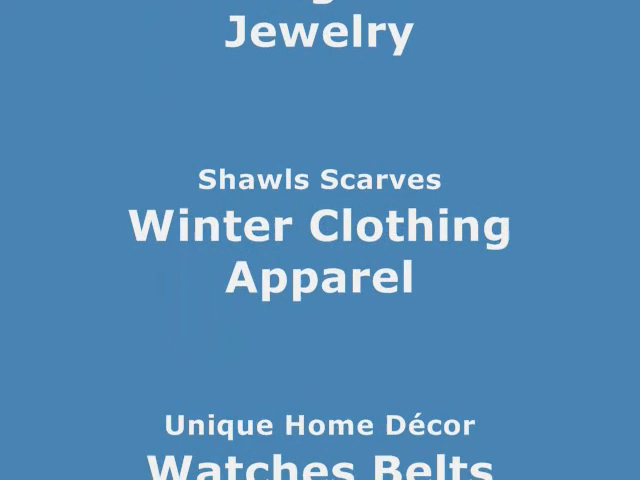 Jewelry
Shawls Scarves
Winter Clothing
Apparel
Unique Home Décor
Watches Belts